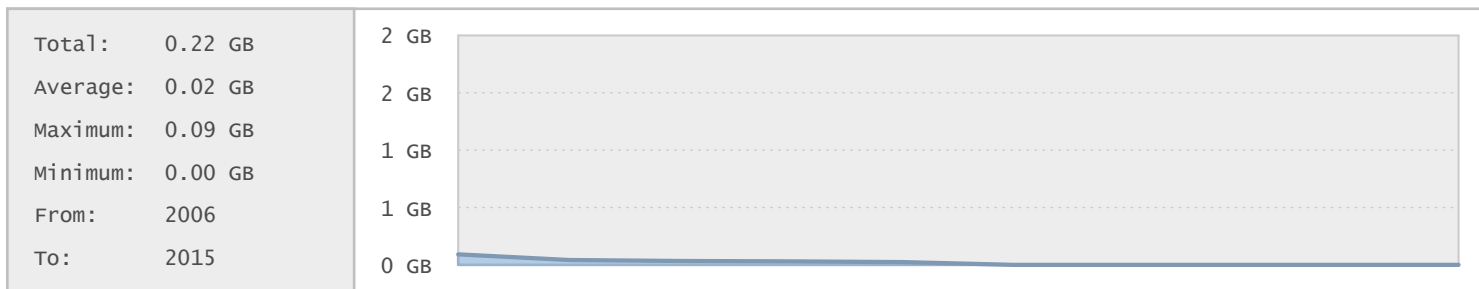 Total: 0.22 GB
Average: 0.02 GB
Maximum: 0.09 GB
Minimum: 0.00 GB
From: 2006
To: 2015
2 GB
2 GB
1 GB
1 GB
0 GB